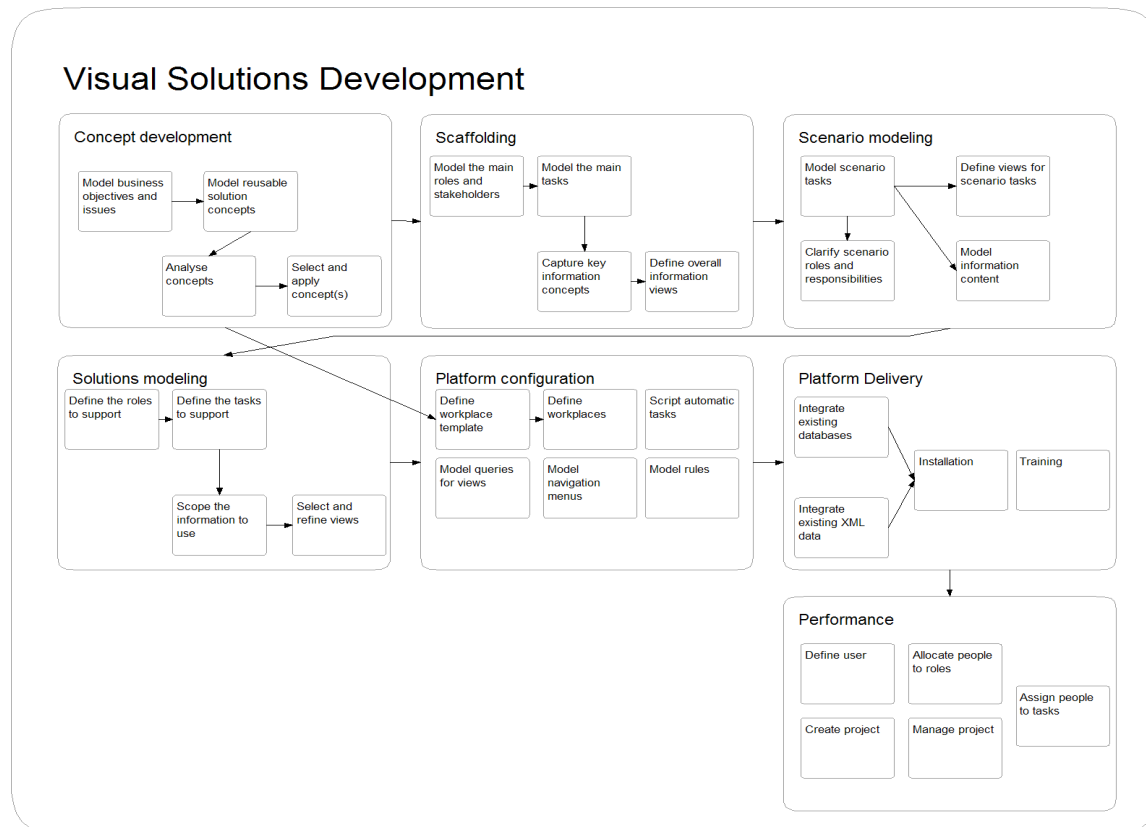 Visual Solutions Development
Concept development
Model business
objectives and
issues
Model reusable
solution
concepts
Analyse
concepts
Select and
apply
concept(s)
Scaffolding
Model the main
roles and
stakeholders
Model the main
tasks
Capture key
information
concepts
Define overall
information
views
Scenario modeling
Model scenario
tasks
Define views for
scenario tasks
Clarify scenario
roles and
responsibilities
Model
information
content
Solutions modeling
Define the roles
to support
Define the tasks
to support
Scope the
information to
use
Select and
refine views
Platform configuration
Define
workplace
template
Define
workplaces
Script automatic
tasks
Model queries
for views
Model
navigation
menus
Model rules
Platform Delivery
Integrate
existing
databases
Installation
Training
Integrate
existing XML
data
Performance
Define user
Allocate people
to roles
Assign people
to tasks
Create project
Manage project